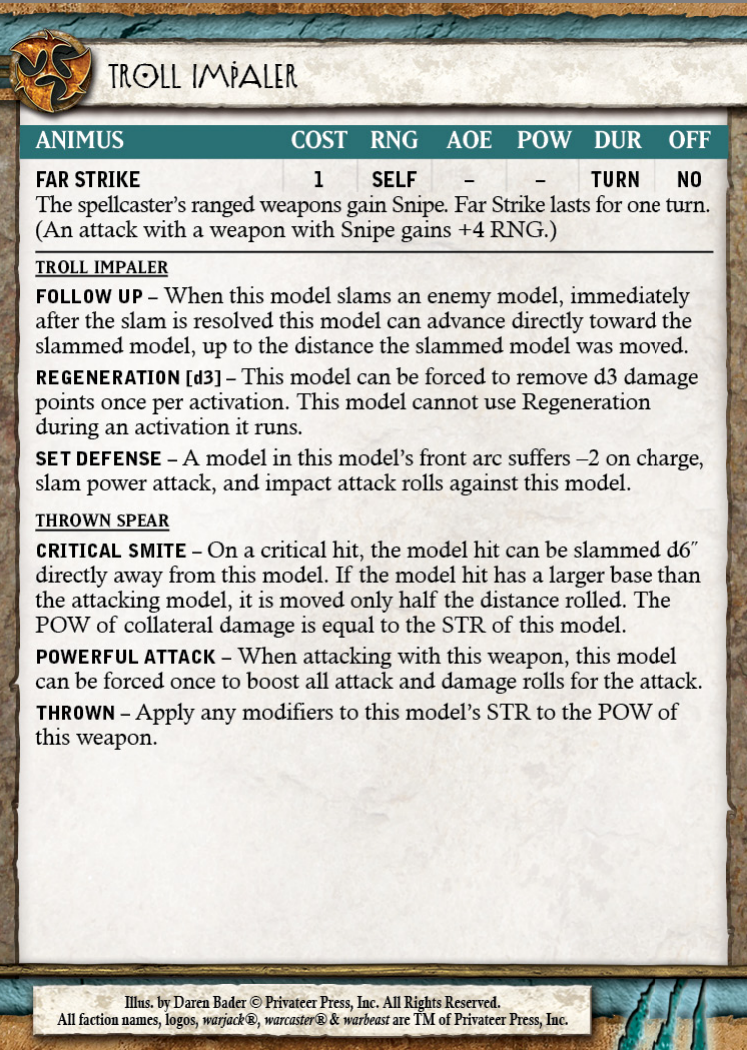 TROLL IMPALER
ANIMUS COST RNG AOE POW DUR OFF
FAR STRIKE 1 SELF – – TURN NO
The spellcaster's ranged weapons gain Snipe. Far Strike lasts for one turn.
(An attack with a weapon with Snipe gains +4 RNG.)
TROLL IMPALER
FOLLOW UP – When this model slams an enemy model, immediately
after the slam is resolved this model can advance directly toward the
slammed model, up to the distance the slammed model was moved.
REGENERATION [d3] – This model can be forced to remove d3 damage
points once per activation. This model cannot use Regeneration
during an activation it runs.
SET DEFENSE – A model in this model's front arc suffers –2 on charge,
slam power attack, and impact attack rolls against this model.
THROWN SPEAR
CRITICAL SMITE – On a critical hit, the model hit can be slammed d6″
directly away from this model. If the model hit has a larger base than
the attacking model, it is moved only half the distance rolled. The
POW of collateral damage is equal to the STR of this model.
POWERFUL ATTACK – When attacking with this weapon, this model
can be forced once to boost all attack and damage rolls for the attack.
THROWN – Apply any modifiers to this model's STR to the POW of
this weapon.
Illus. by Daren Bader © Privateer Press, Inc. All Rights Reserved.
All faction names, logos, warjack®, warcaster® & warbeast are TM of Privateer Press, Inc.